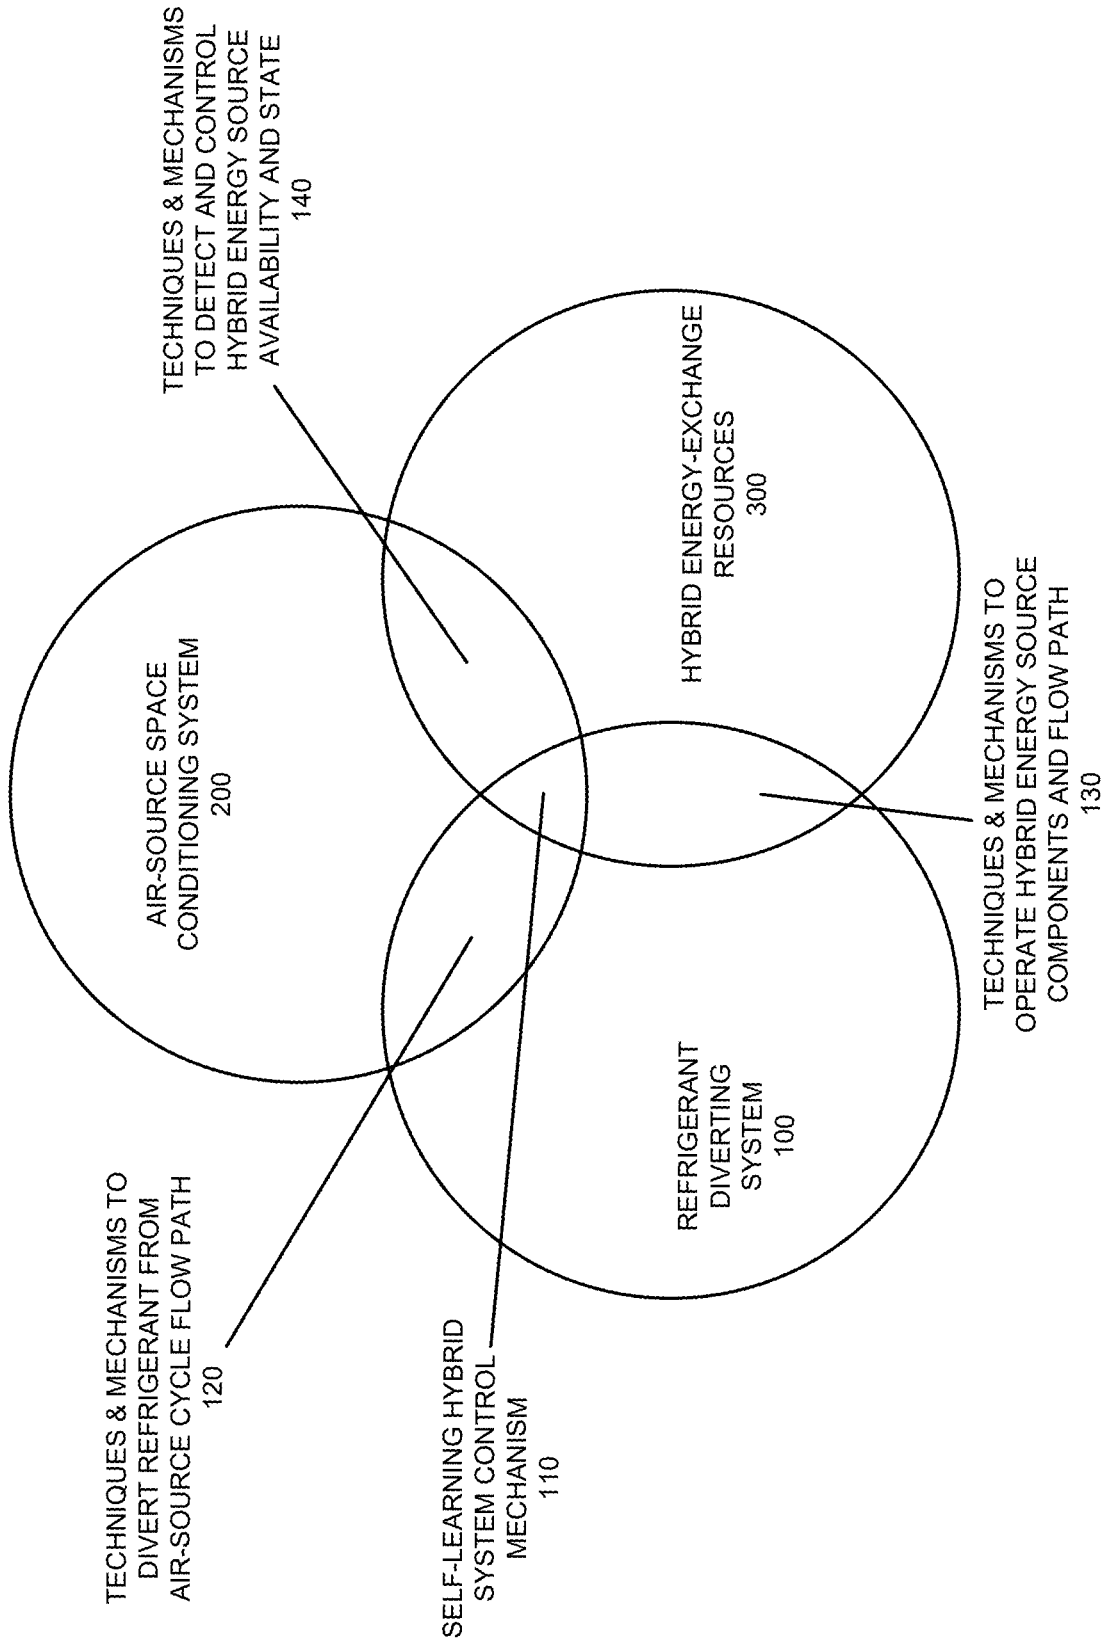 TECHNIQUES & MECHANISMS TO
DIVERT REFRIGERANT FROM
AIR-SOURCE CYCLE FLOW PATH
120
AIR-SOURCE SPACE
CONDITIONING SYSTEM
200
TECHNIQUES & MECHANISMS
TO DETECT AND CONTROL
HYBRID ENERGY SOURCE
AVAILABILITY AND STATE
140
SELF-LEARNING HYBRID
SYSTEM CONTROL
MECHANISM
110
REFRIGERANT
DIVERTING
SYSTEM
100
HYBRID ENERGY-EXCHANGE
RESOURCES
300
TECHNIQUES & MECHANISMS TO
OPERATE HYBRID ENERGY SOURCE
COMPONENTS AND FLOW PATH
130